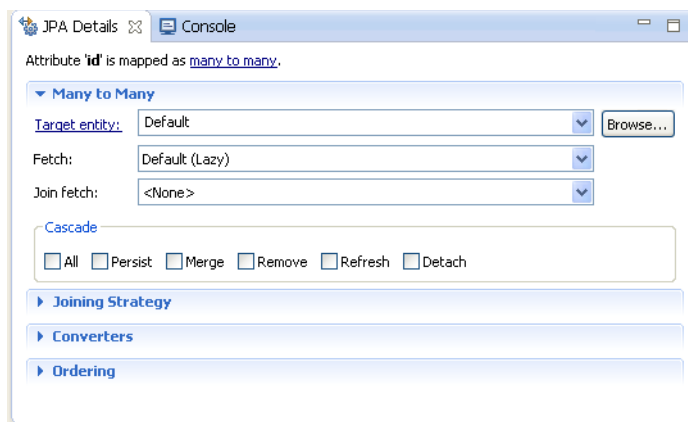 JPA Details Console
Attribute 'id' is mapped as many to many.
Many to Many
Target entity: Default Browse...
Fetch: Default (Lazy)
Join fetch: <None>
Cascade
All Persist Merge Remove Refresh Detach
Joining Strategy
Converters
Ordering